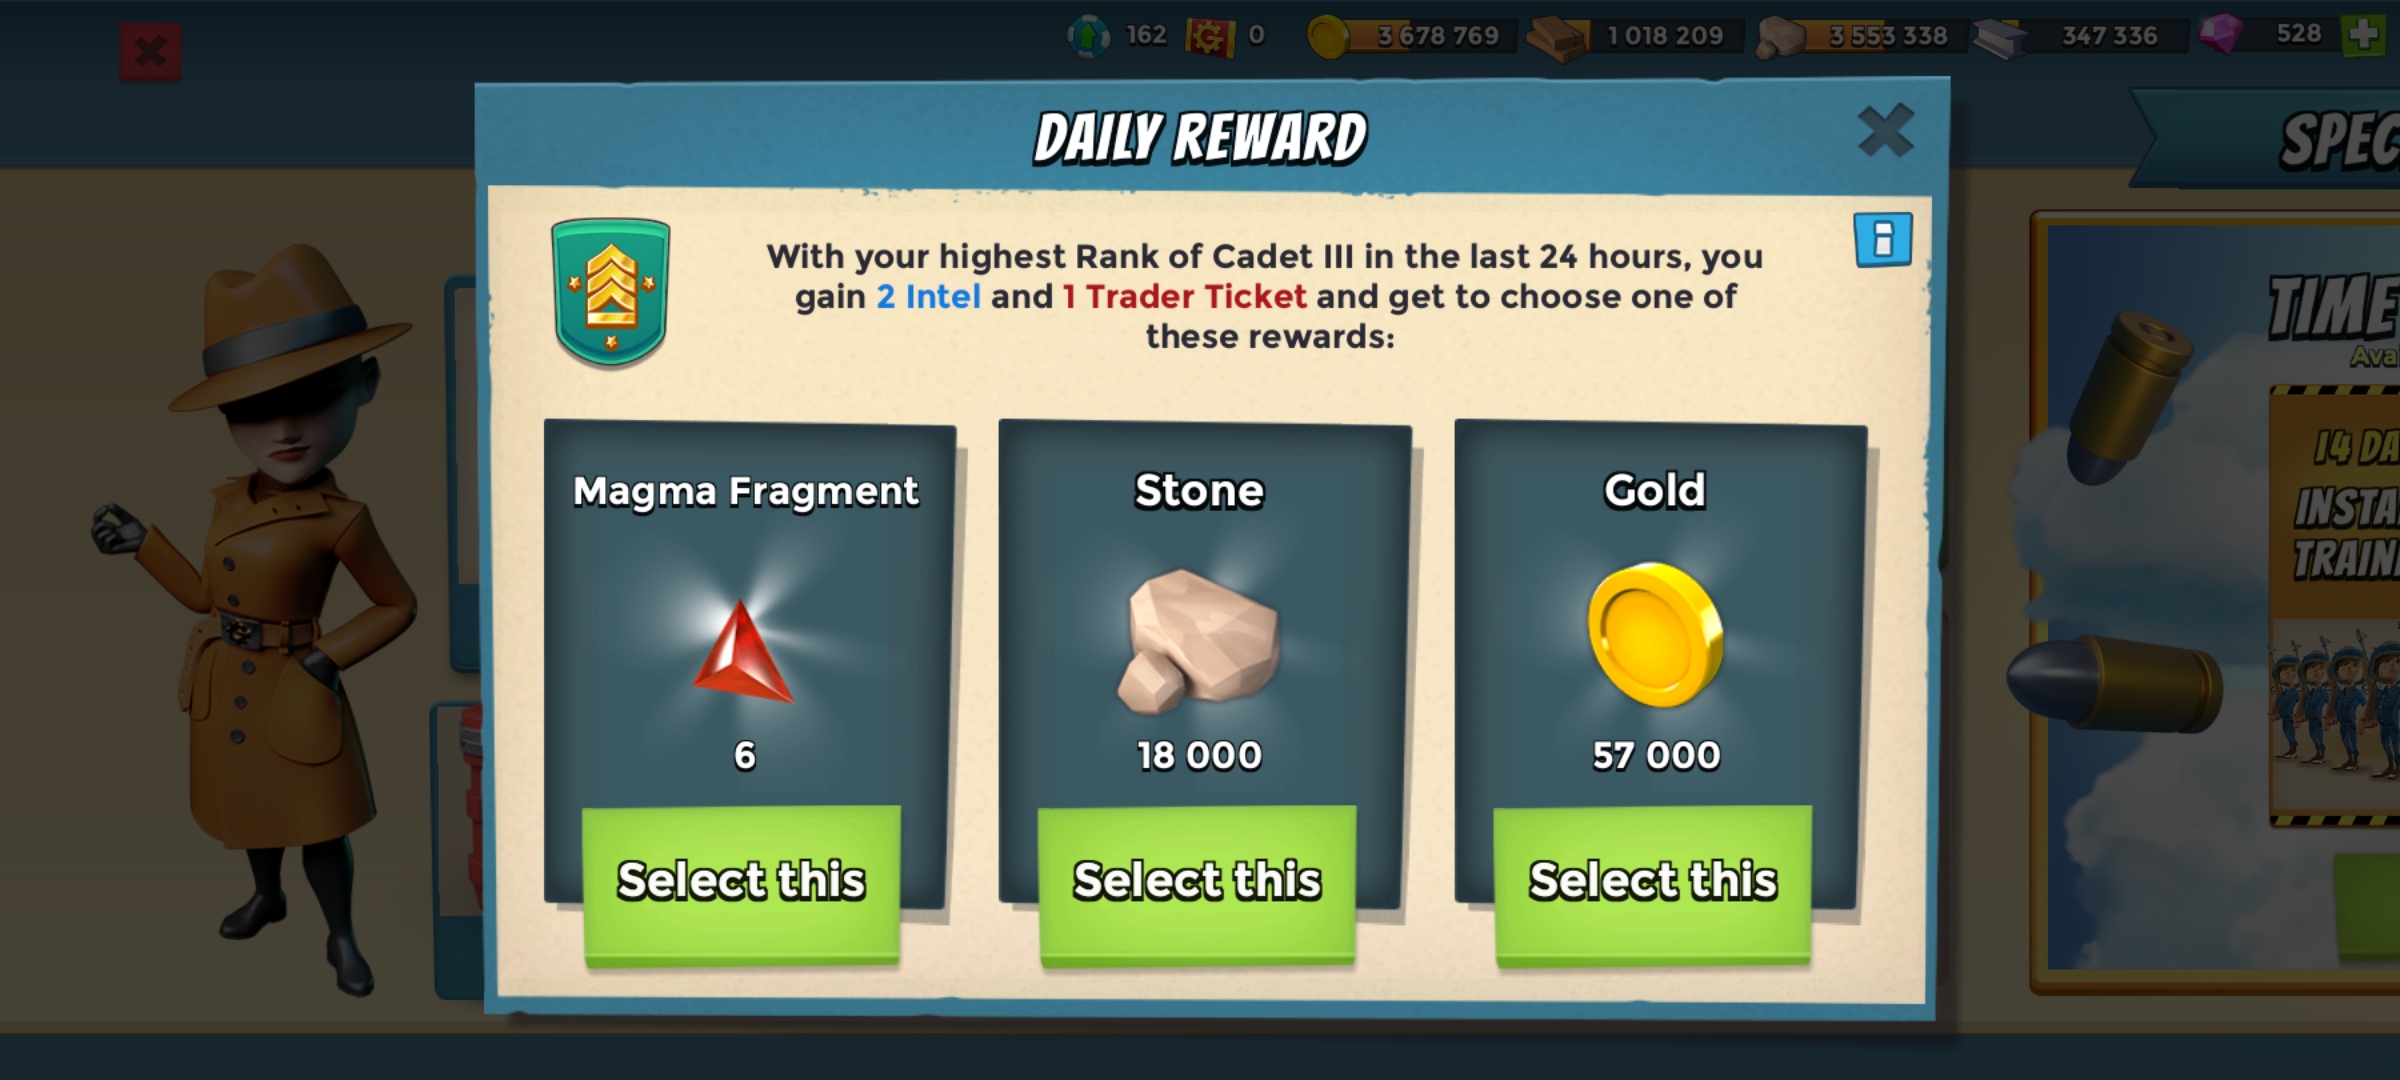 162
0
3 678 769
1 018 209
3 553 338
347 336
528
DAILY REWARD
With your highest Rank of Cadet III in the last 24 hours, you
gain 2 Intel and 1 Trader Ticket and get to choose one of
these rewards:
Magma Fragment
6
Select this
Stone
18 000
Select this
Gold
57 000
Select this
SPEC
TIME
Ava
14 DA
INSTA
TRAIN